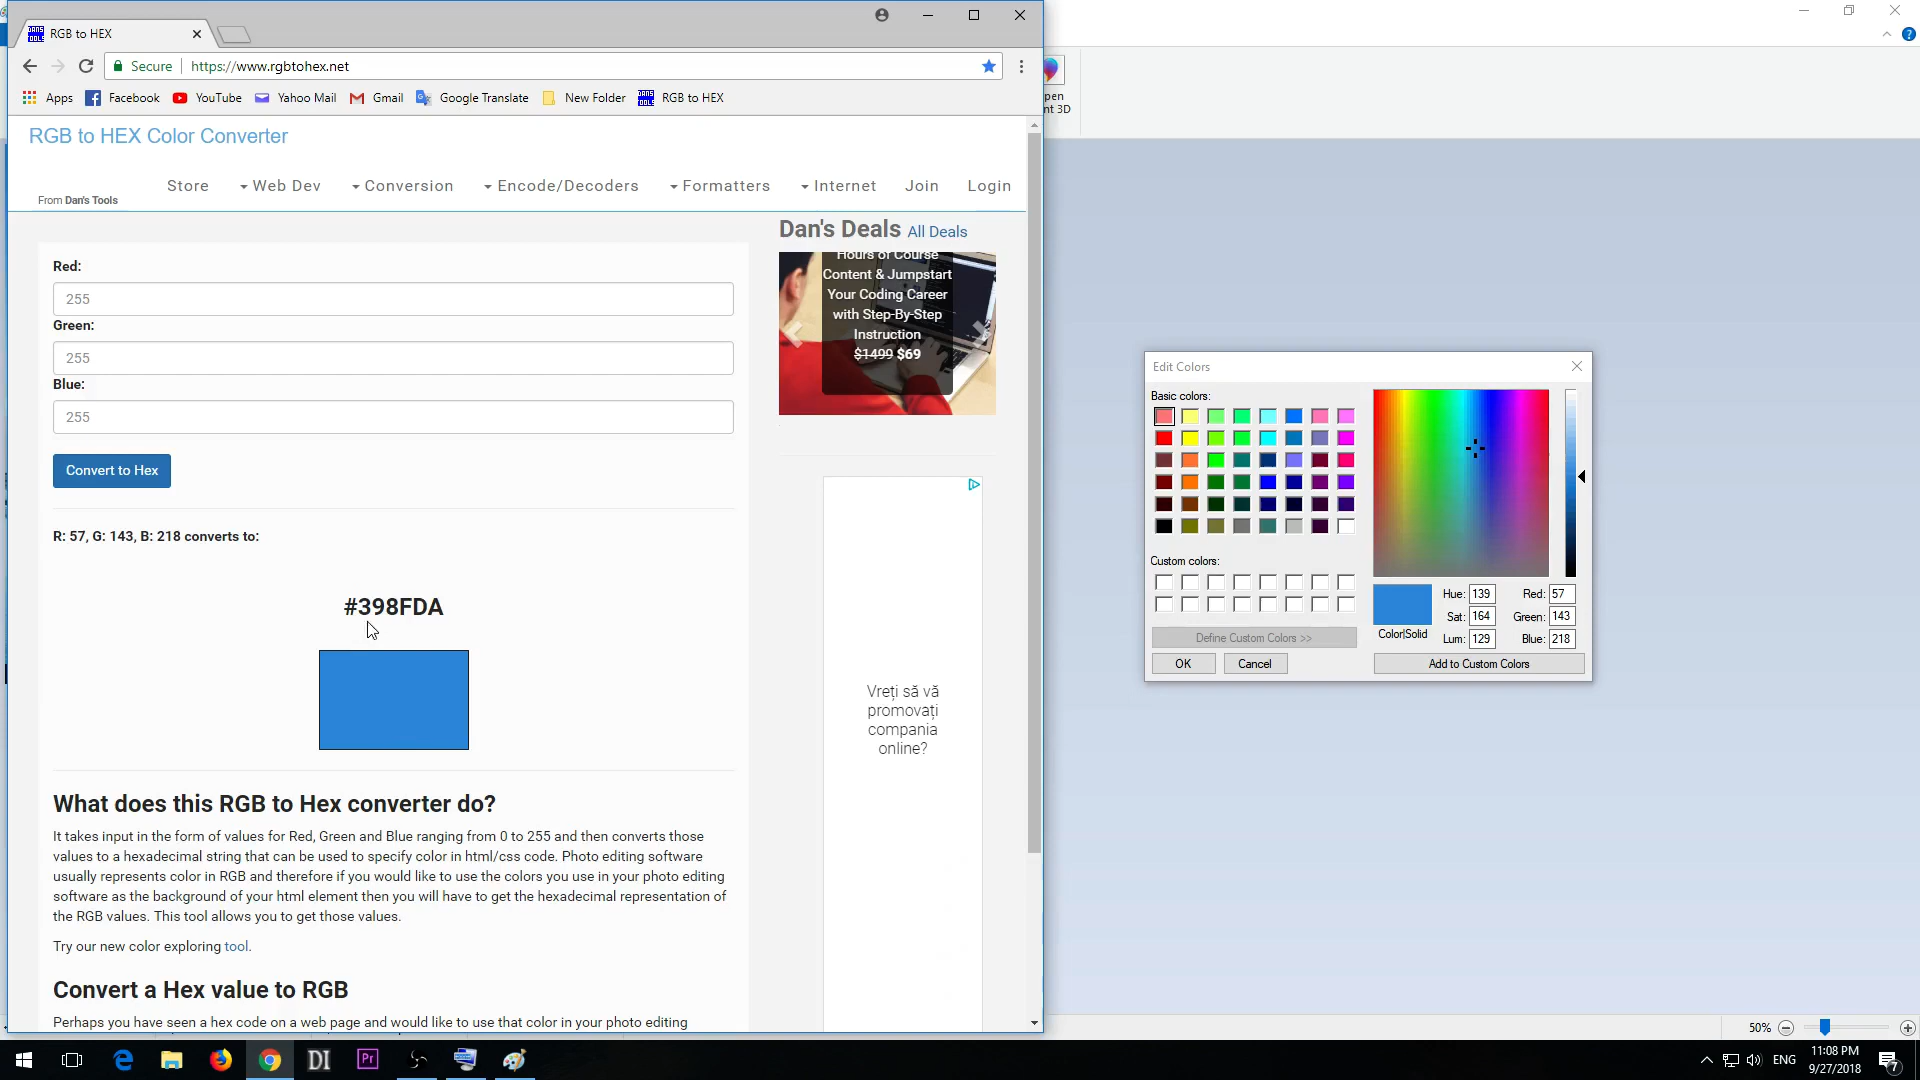 RGB to HEX
Secure
https://www.rgbtohex.net
Apps
Facebook
YouTube
Yahoo Mail
Gmail
Google Translate
New Folder
RGB to HEX
RGB to HEX Color Converter
From Dan's Tools
Store
Web Dev
Conversion
Encode/Decoders
Formatters
Internet
Join
Login
Red:
255
Green:
255
Blue:
255
Convert to Hex
R: 57, G: 143, B: 218 converts to:
#398FDA
What does this RGB to Hex converter do?
It takes input in the form of values for Red, Green and Blue ranging from 0 to 255 and then converts those
values to a hexadecimal string that can be used to specify color in html/css code. Photo editing software
usually represents color in RGB and therefore if you would like to use the colors you use in your photo editing
software as the background of your html element then you will have to get the hexadecimal representation of
the RGB values. This tool allows you to get those values.
Try our new color exploring tool.
Convert a Hex value to RGB
Perhaps you have seen a hex code on a web page and would like to use that color in your photo editing
Dan's Deals All Deals
Hours of Course
Content & Jumpstart
Your Coding Career
with Step-By-Step
Instruction
$1499 $69
Vreți să vă
promovați
compania
online?
pen
nt 3D
Edit Colors
Basic colors:
Custom colors:
Define Custom Colors >>
OK
Cancel
Color|Solid
Hue: 139
Sat: 164
Lum: 129
Red: 57
Green: 143
Blue: 218
Add to Custom Colors
50%
DI
Pr
ENG
11:08 PM
9/27/2018
7